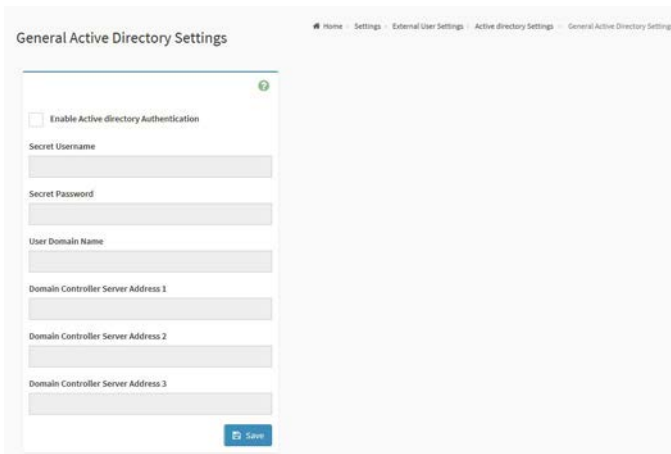 General Active Directory Settings
Home Settings External User Settings Active directory Settings General Active Directory Setting
Enable Active directory Authentication
Secret Username
Secret Password
User Domain Name
Domain Controller Server Address 1
Domain Controller Server Address 2
Domain Controller Server Address 3
Save